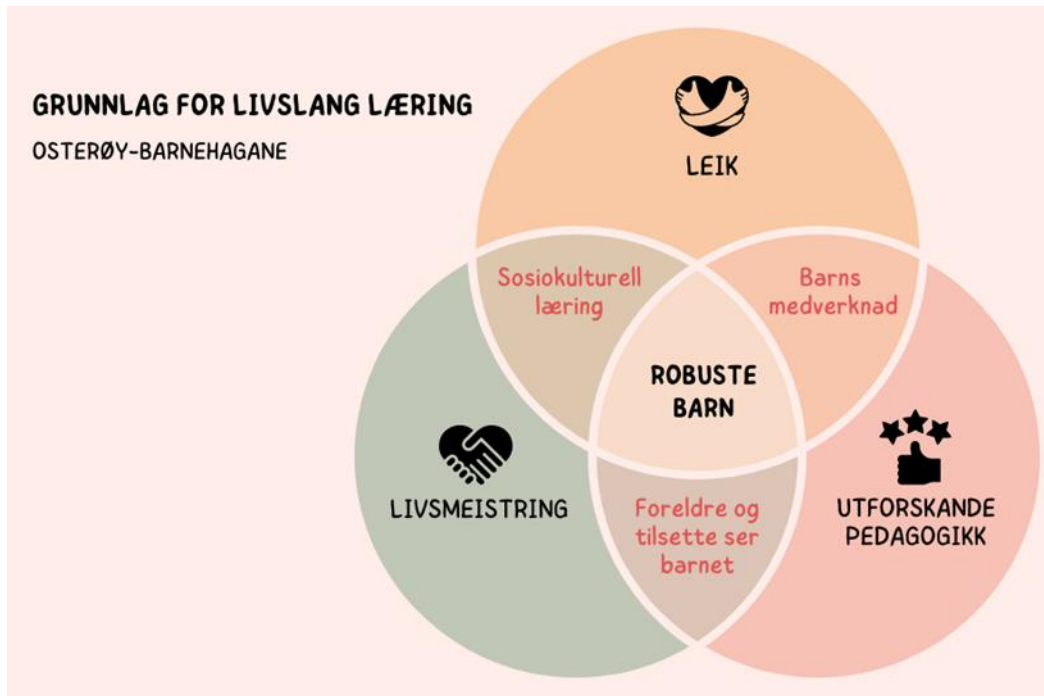 GRUNNLAG FOR LIVSLANG LÆRING
OSTERØY-BARNEHAGANE
LEIK
Sosiokulturell
læring
Barns
medverknad
ROBUSTE
BARN
LIVSMEISTRING
UTFORSKANDE
PEDAGOGIKK
Foreldre og
tilsette ser
barnet